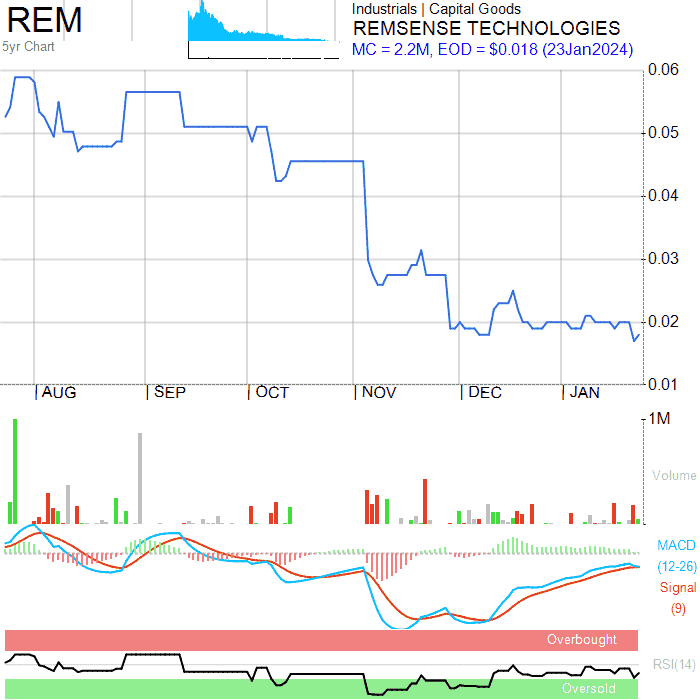 REM
5yr Chart
Industrials | Capital Goods
REMSENSE TECHNOLOGIES
MC = 2.2M, EOD = $0.018 (23Jan2024)
0.06
0.05
0.04
0.03
0.02
0.01
AUG SEP OCT NOV DEC JAN
1M
Volume
MACD
(12-26)
Signal
(9)
Overbought
RSI(14)
Oversold